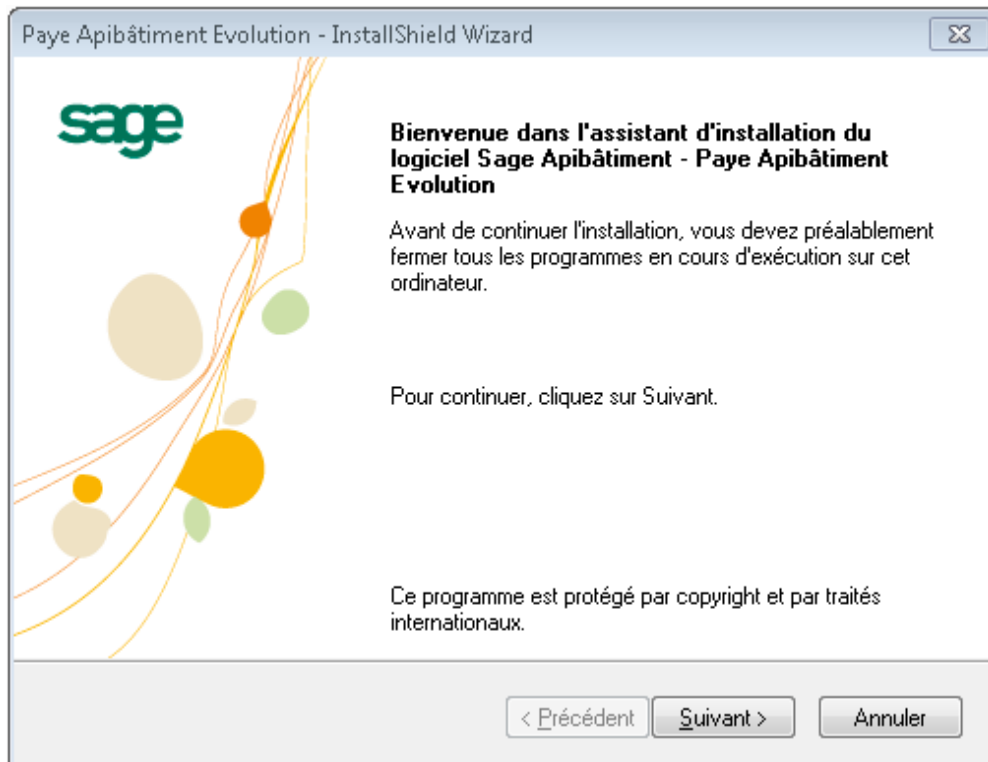 Paye Apibâtiment Evolution - InstallShield Wizard
sage
Bienvenue dans l'assistant d'installation du
logiciel Sage Apibâtiment - Paye Apibâtiment
Evolution
Avant de continuer l'installation, vous devez préalablement
fermer tous les programmes en cours d'exécution sur cet
ordinateur.
Pour continuer, cliquez sur Suivant.
Ce programme est protégé par copyright et par traités
internationaux.
< Précédent
Suivant >
Annuler